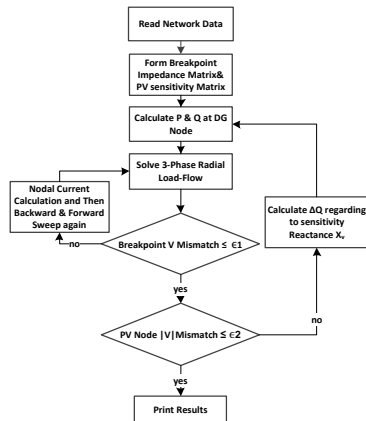 Read Network Data
Form Breakpoint
Impedance Matrix&
PV sensitivity Matrix
Calculate P & Q at DG
Node
Solve 3-Phase Radial
Load-Flow
Nodal Current
Calculation and Then
Backward & Forward
Sweep again
Calculate ΔQ regarding
to sensitivity
Reactance Xᵥ
no
Breakpoint V Mismatch ≤ ϵ1
yes
no
PV Node |V|Mismatch ≤ ϵ2
yes
Print Results